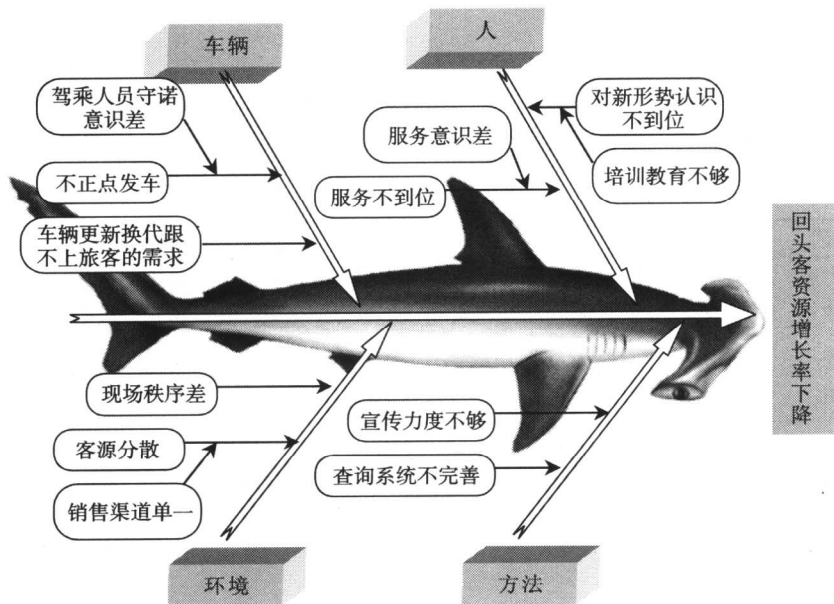 车辆
人
驾乘人员守诺
意识差
不正点发车
车辆更新换代跟
不上旅客的需求
服务意识差
服务不到位
对新形势认识
不到位
培训教育不够
回头客资源增长率下降
现场秩序差
客源分散
销售渠道单一
宣传力度不够
查询系统不完善
环境
方法